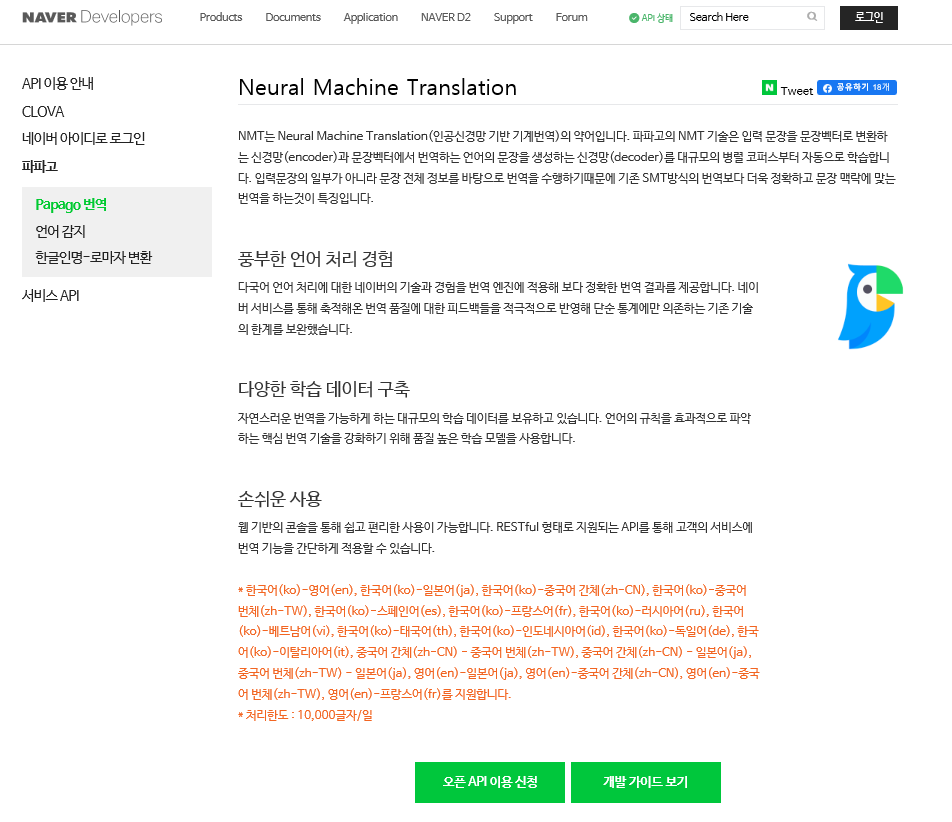 NAVER Developers
Products Documents Application NAVER D2 Support Forum
API 상태
Search Here
로그인
API 이용 안내
CLOVA
네이버 아이디로 로그인
파파고
Papago 번역
언어 감지
한글인명-로마자 변환
서비스 API
Neural Machine Translation
N Tweet 공유하기 18개
NMT는 Neural Machine Translation(인공신경망 기반 기계번역)의 약어입니다. 파파고의 NMT 기술은 입력 문장을 문장벡터로 변환하
는 신경망(encoder)과 문장벡터에서 번역하는 언어의 문장을 생성하는 신경망(decoder)를 대규모의 병렬 코퍼스부터 자동으로 학습합니
다. 입력문장의 일부가 아니라 문장 전체 정보를 바탕으로 번역을 수행하기때문에 기존 SMT방식의 번역보다 더욱 정확하고 문장 맥락에 맞는
번역을 하는것이 특징입니다.
풍부한 언어 처리 경험
다국어 언어 처리에 대한 네이버의 기술과 경험을 번역 엔진에 적용해 보다 정확한 번역 결과를 제공합니다. 네이
버 서비스를 통해 축적해온 번역 품질에 대한 피드백들을 적극적으로 반영해 단순 통계에만 의존하는 기존 기술
의 한계를 보완했습니다.
다양한 학습 데이터 구축
자연스러운 번역을 가능하게 하는 대규모의 학습 데이터를 보유하고 있습니다. 언어의 규칙을 효과적으로 파악
하는 핵심 번역 기술을 강화하기 위해 품질 높은 학습 모델을 사용합니다.
손쉬운 사용
웹 기반의 콘솔을 통해 쉽고 편리한 사용이 가능합니다. RESTful 형태로 지원되는 API를 통해 고객의 서비스에
번역 기능을 간단하게 적용할 수 있습니다.
* 한국어(ko)-영어(en), 한국어(ko)-일본어(ja), 한국어(ko)-중국어 간체(zh-CN), 한국어(ko)-중국어
번체(zh-TW), 한국어(ko)-스페인어(es), 한국어(ko)-프랑스어(fr), 한국어(ko)-러시아어(ru), 한국어
(ko)-베트남어(vi), 한국어(ko)-태국어(th), 한국어(ko)-인도네시아어(id), 한국어(ko)-독일어(de), 한국
어(ko)-이탈리아어(it), 중국어 간체(zh-CN) - 중국어 번체(zh-TW), 중국어 간체(zh-CN) - 일본어(ja),
중국어 번체(zh-TW) - 일본어(ja), 영어(en)-일본어(ja), 영어(en)-중국어 간체(zh-CN), 영어(en)-중국
어 번체(zh-TW), 영어(en)-프랑스어(fr)를 지원합니다.
* 처리한도 : 10,000글자/일
오픈 API 이용 신청
개발 가이드 보기